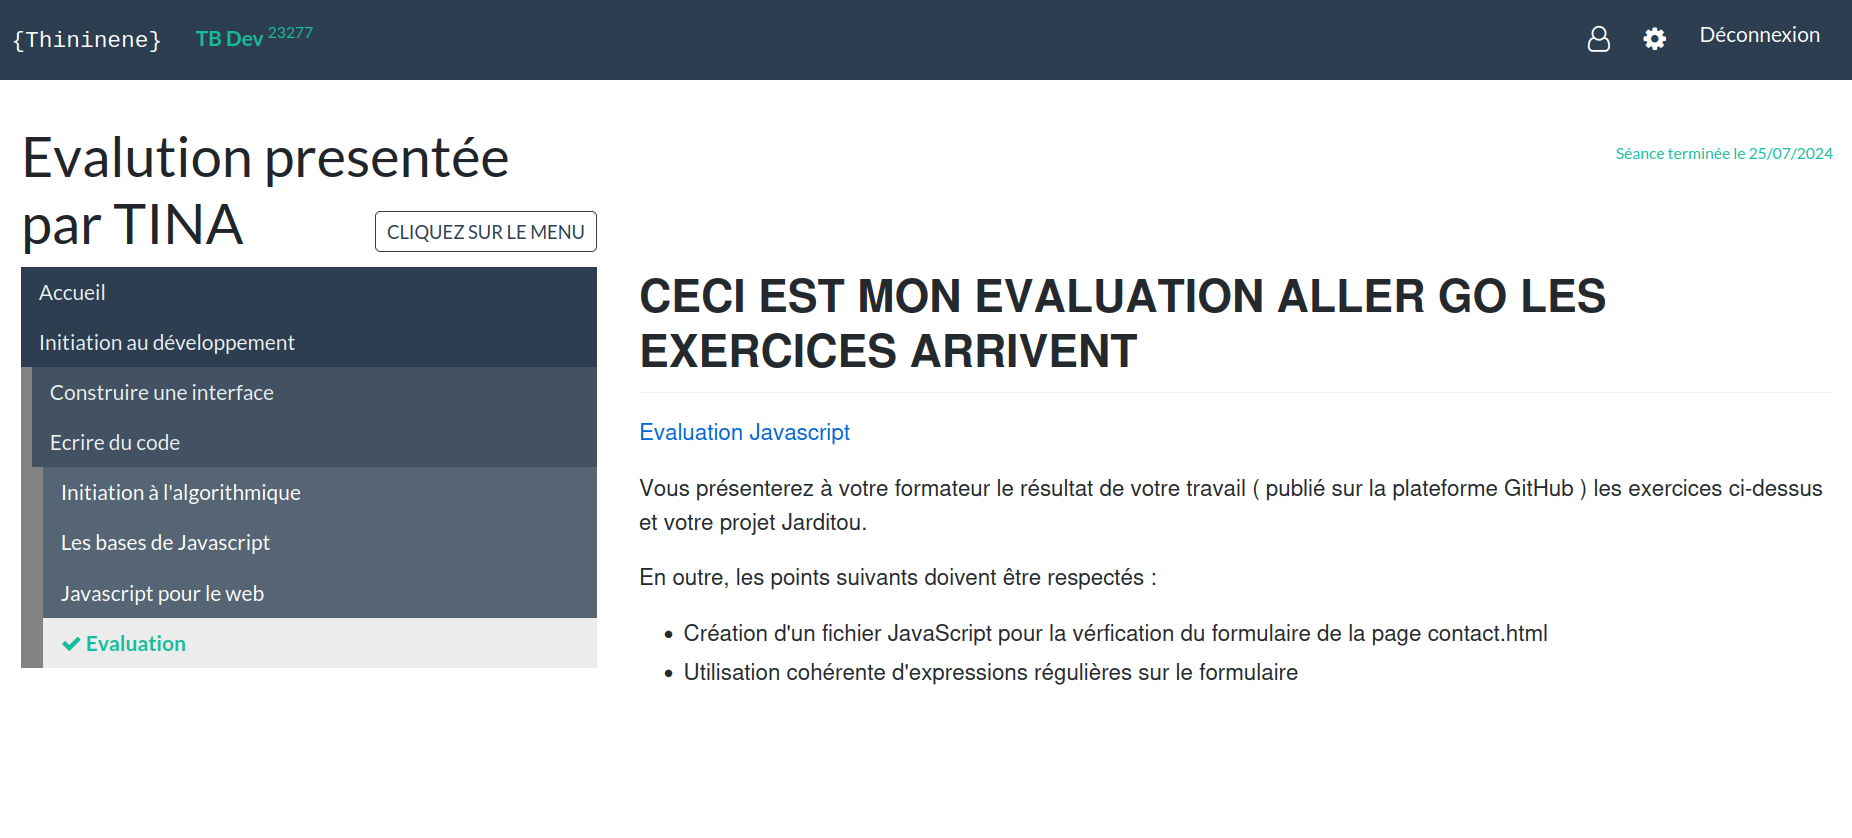 {Thininene} TB Dev 23277 Déconnexion
Evalution presentée
par TINA
CLIQUEZ SUR LE MENU
Séance terminée le 25/07/2024
Accueil
Initiation au développement
Construire une interface
Ecrire du code
Initiation à l'algorithmique
Les bases de Javascript
Javascript pour le web
Evaluation
CECI EST MON EVALUATION ALLER GO LES
EXERCICES ARRIVENT
Evaluation Javascript
Vous présenterez à votre formateur le résultat de votre travail ( publié sur la plateforme GitHub ) les exercices ci-dessus
et votre projet Jarditou.
En outre, les points suivants doivent être respectés :
• Création d'un fichier JavaScript pour la vérfication du formulaire de la page contact.html
• Utilisation cohérente d'expressions régulières sur le formulaire